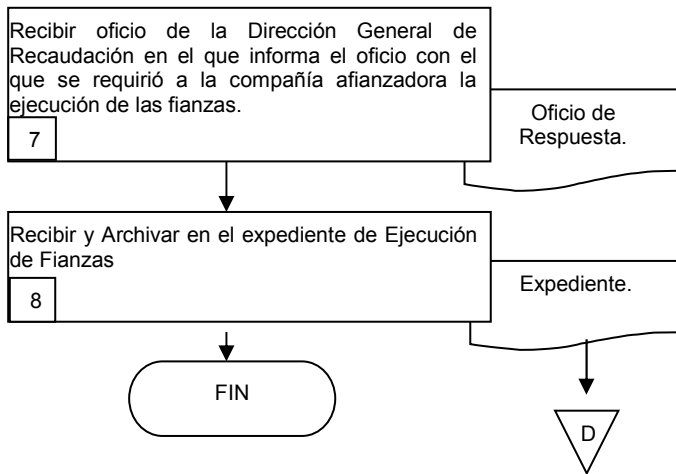 Recibir oficio de la Dirección General de
Recaudación en el que informa el oficio con el
que se requirió a la compañía afianzadora la
ejecución de las fianzas.
7
Oficio de
Respuesta.
Recibir y Archivar en el expediente de Ejecución
de Fianzas
8
Expediente.
FIN
D